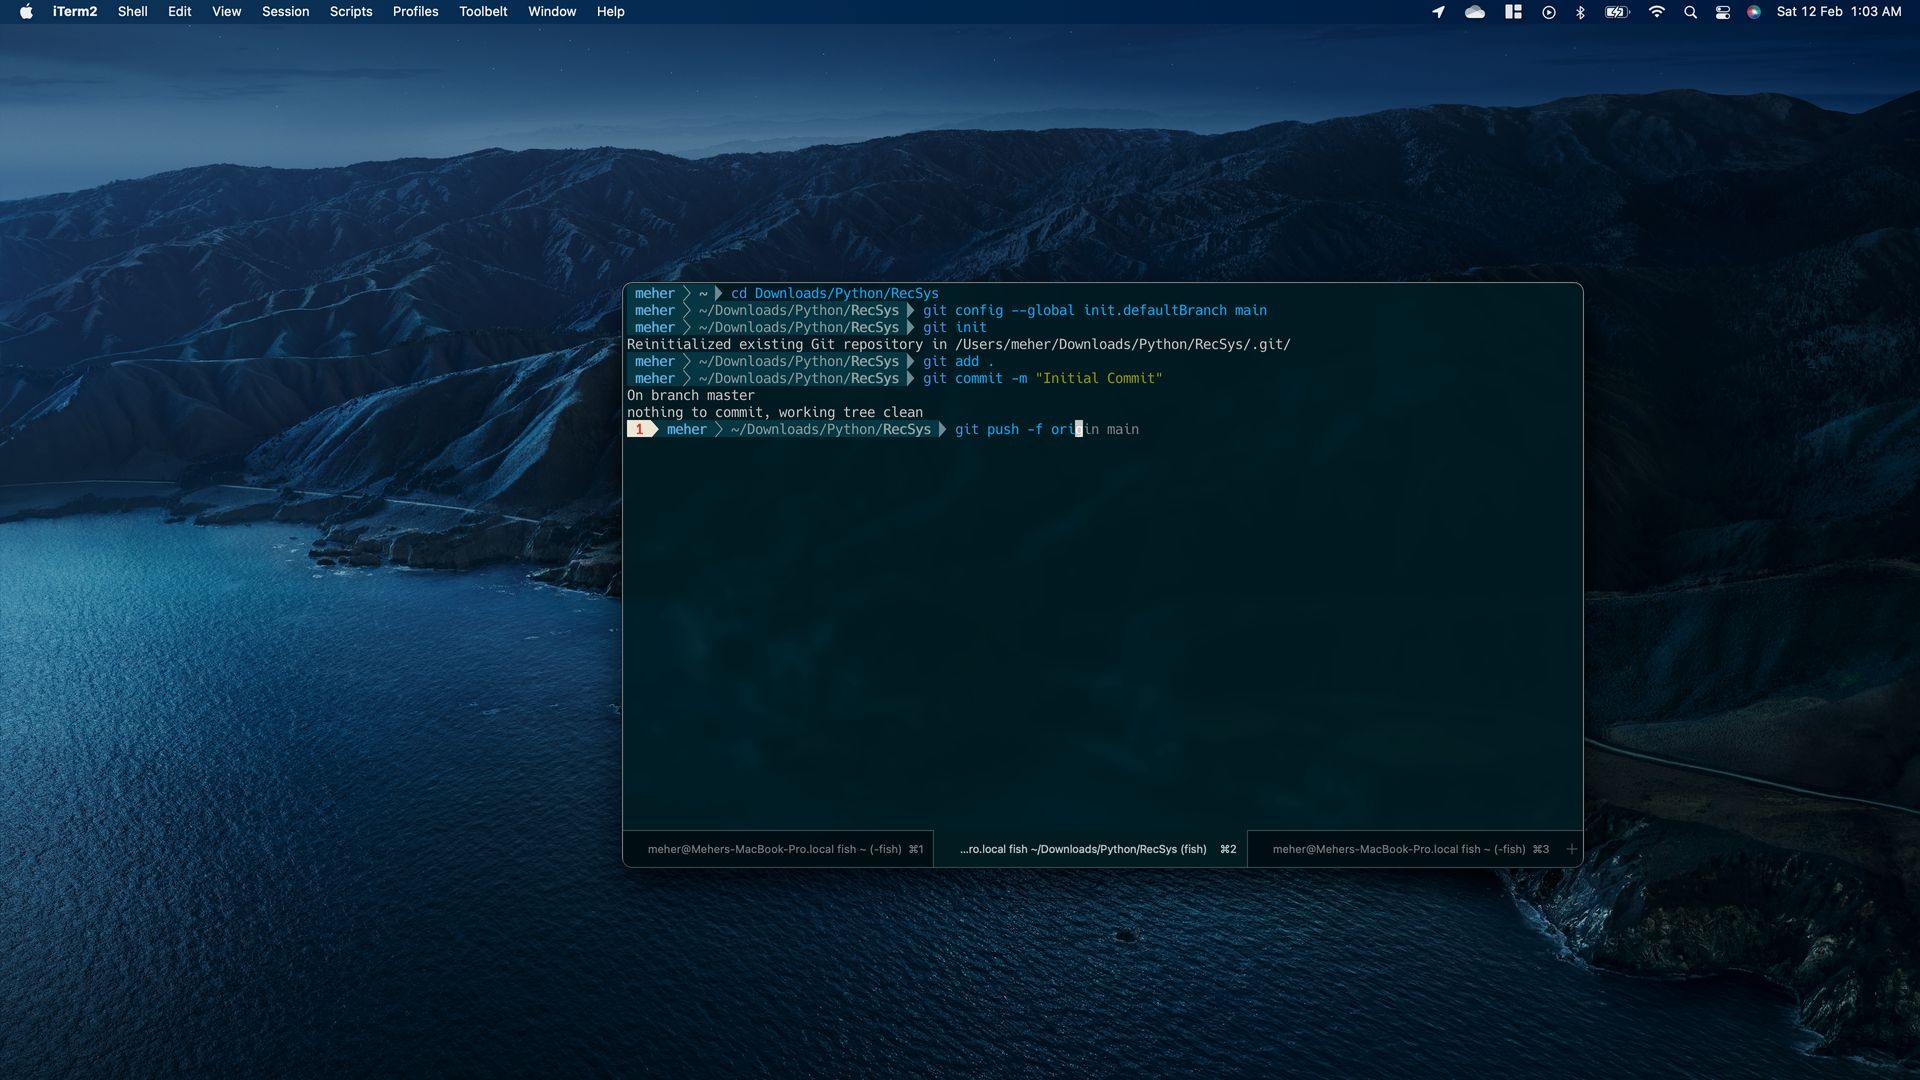 iTerm2 Shell Edit View Session Scripts Profiles Toolbelt Window Help Sat 12 Feb 1:03 AM
meher ~ cd Downloads/Python/RecSys
meher ~/Downloads/Python/RecSys git config --global init.defaultBranch main
meher ~/Downloads/Python/RecSys git init
Reinitialized existing Git repository in /Users/meher/Downloads/Python/RecSys/.git/
meher ~/Downloads/Python/RecSys git add .
meher ~/Downloads/Python/RecSys git commit -m "Initial Commit"
On branch master
nothing to commit, working tree clean
1 meher ~/Downloads/Python/RecSys git push -f origin main
meher@Mehers-MacBook-Pro.local fish ~ (-fish) ⌘1 ...ro.local fish ~/Downloads/Python/RecSys (fish) ⌘2 meher@Mehers-MacBook-Pro.local fish ~ (-fish) ⌘3 +